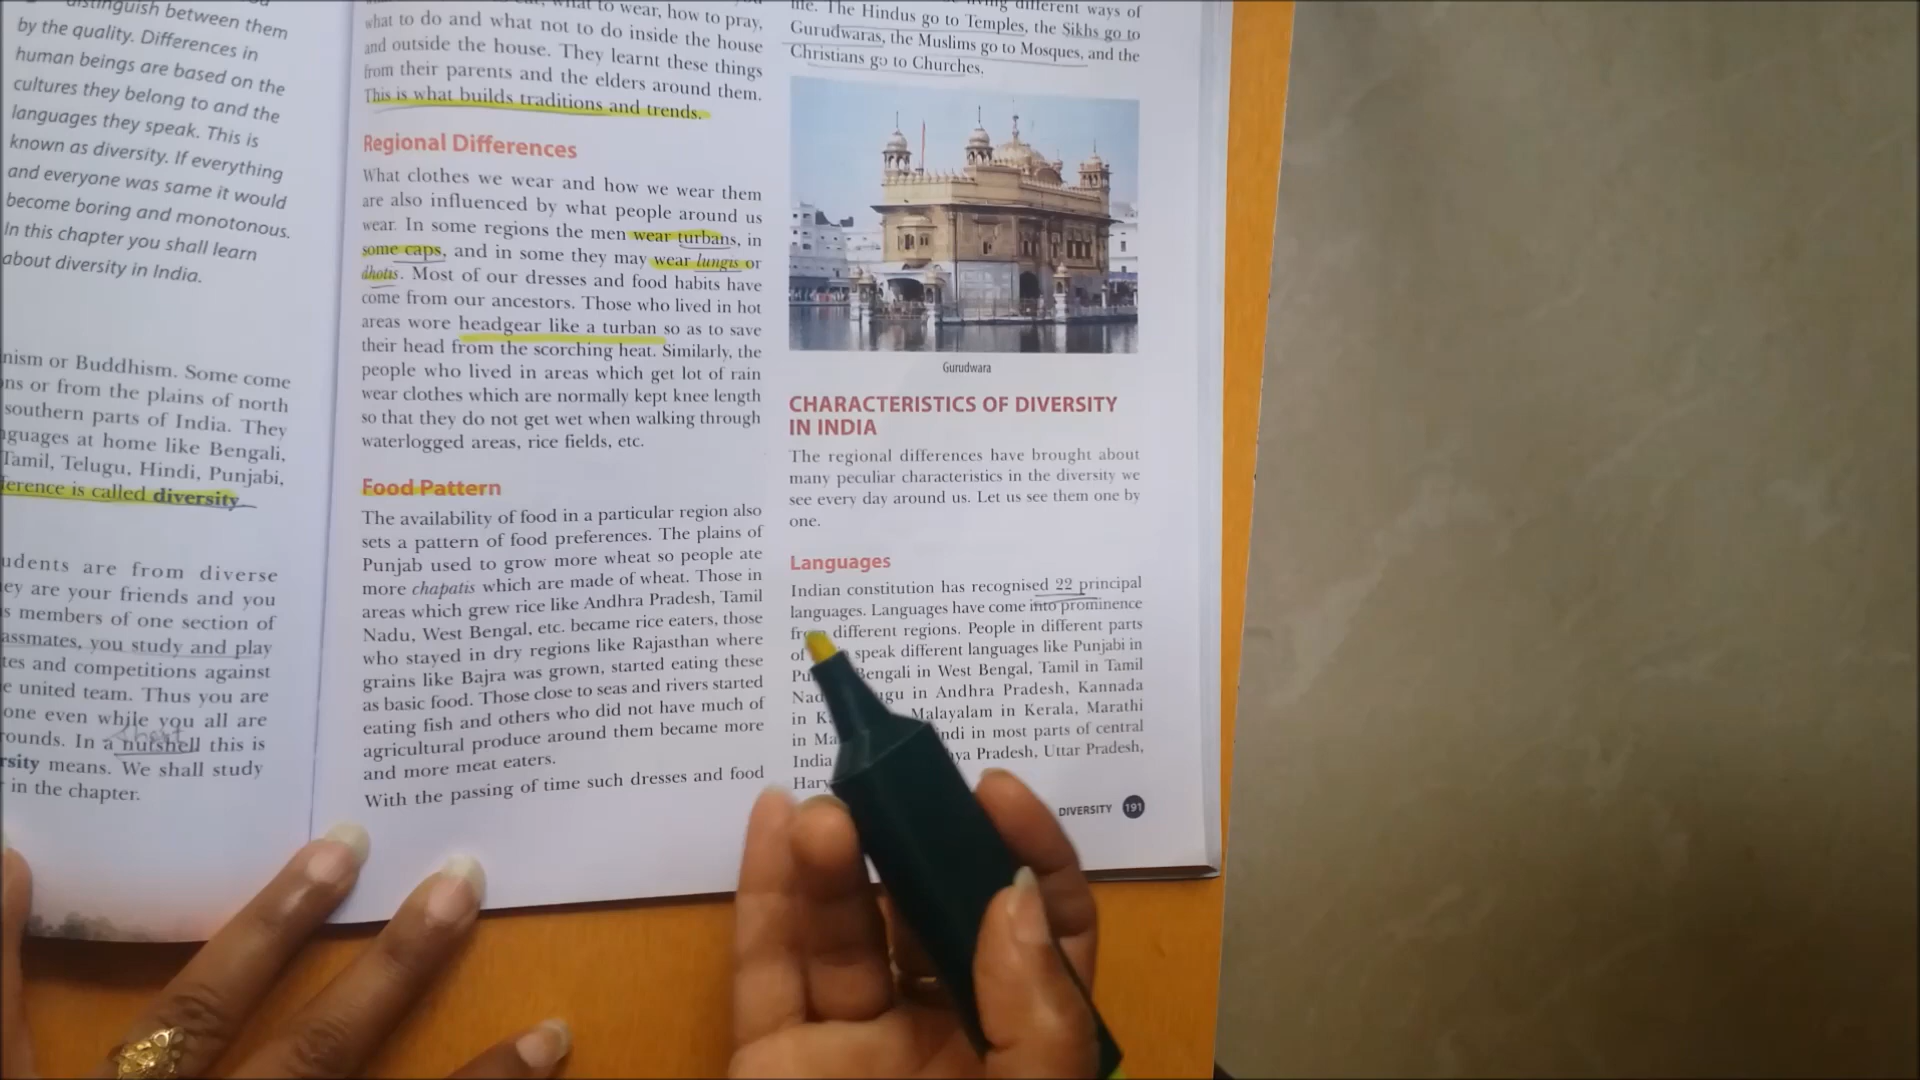 distinguish between them
by the quality. Differences in
human beings are based on the
cultures they belong to and the
languages they speak. This is
known as diversity. If everything
and everyone was same it would
become boring and monotonous.
In this chapter you shall learn
about diversity in India.
nism or Buddhism. Some come
ns or from the plains of north
southern parts of India. They
nguages at home like Bengali,
Tamil, Telugu, Hindi, Punjabi,
ference is called diversity
udents are from diverse
ey are your friends and you
s members of one section of
assmates, you study and play
tes and competitions against
e united team. Thus you are
one even while you all are
short
rounds. In a nutshell this is
rsity means. We shall study
in the chapter.
what to wear, how to pray,
what to do and what not to do inside the house
and outside the house. They learnt these things
from their parents and the elders around them.
This is what builds traditions and trends.
Regional Differences
What clothes we wear and how we wear them
are also influenced by what people around us
wear. In some regions the men wear turbans, in
some caps, and in some they may wear lungis or
dhotis. Most of our dresses and food habits have
come from our ancestors. Those who lived in hot
areas wore headgear like a turban so as to save
their head from the scorching heat. Similarly, the
people who lived in areas which get lot of rain
wear clothes which are normally kept knee length
so that they do not get wet when walking through
waterlogged areas, rice fields, etc.
Food Pattern
The availability of food in a particular region also
sets a pattern of food preferences. The plains of
Punjab used to grow more wheat so people ate
more chapatis which are made of wheat. Those in
areas which grew rice like Andhra Pradesh, Tamil
Nadu, West Bengal, etc. became rice eaters, those
who stayed in dry regions like Rajasthan where
grains like Bajra was grown, started eating these
as basic food. Those close to seas and rivers started
eating fish and others who did not have much of
agricultural produce around them became more
and more meat eaters.
With the passing of time such dresses and food
different ways of
life. The Hindus go to Temples, the Sikhs go to
Gurudwaras, the Muslims go to Mosques, and the
Christians go to Churches.
Gurudwara
CHARACTERISTICS OF DIVERSITY
IN INDIA
The regional differences have brought about
many peculiar characteristics in the diversity we
see every day around us. Let us see them one by
one.
Languages
Indian constitution has recognised 22 principal
languages. Languages have come into prominence
from different regions. People in different parts
of speak different languages like Punjabi in
Bengali in West Bengal, Tamil in Tamil
Nad ugu in Andhra Pradesh, Kannada
in K Malayalam in Kerala, Marathi
in Ma indi in most parts of central
India ya Pradesh, Uttar Pradesh,
Hary
DIVERSITY 191